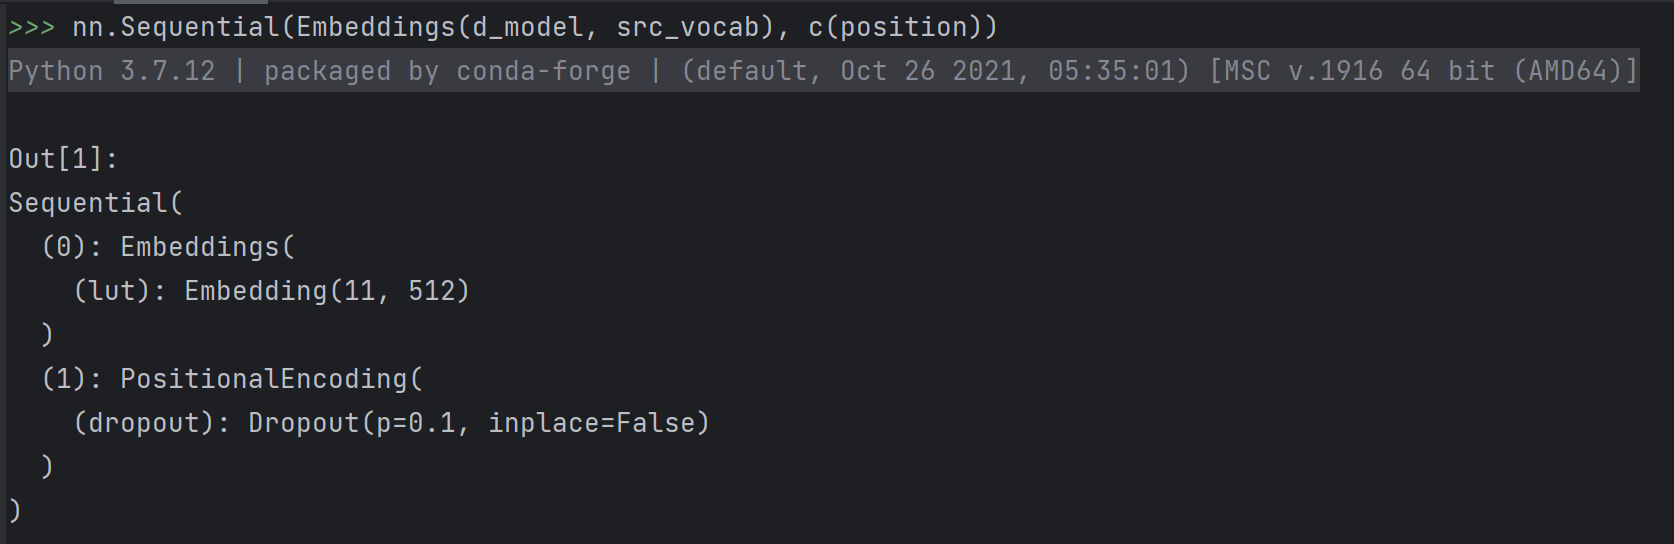 >>> nn.Sequential(Embeddings(d_model, src_vocab), c(position))
Python 3.7.12 | packaged by conda-forge | (default, Oct 26 2021, 05:35:01) [MSC v.1916 64 bit (AMD64)]
Out[1]:
Sequential(
  (0): Embeddings(
    (lut): Embedding(11, 512)
  )
  (1): PositionalEncoding(
    (dropout): Dropout(p=0.1, inplace=False)
  )
)